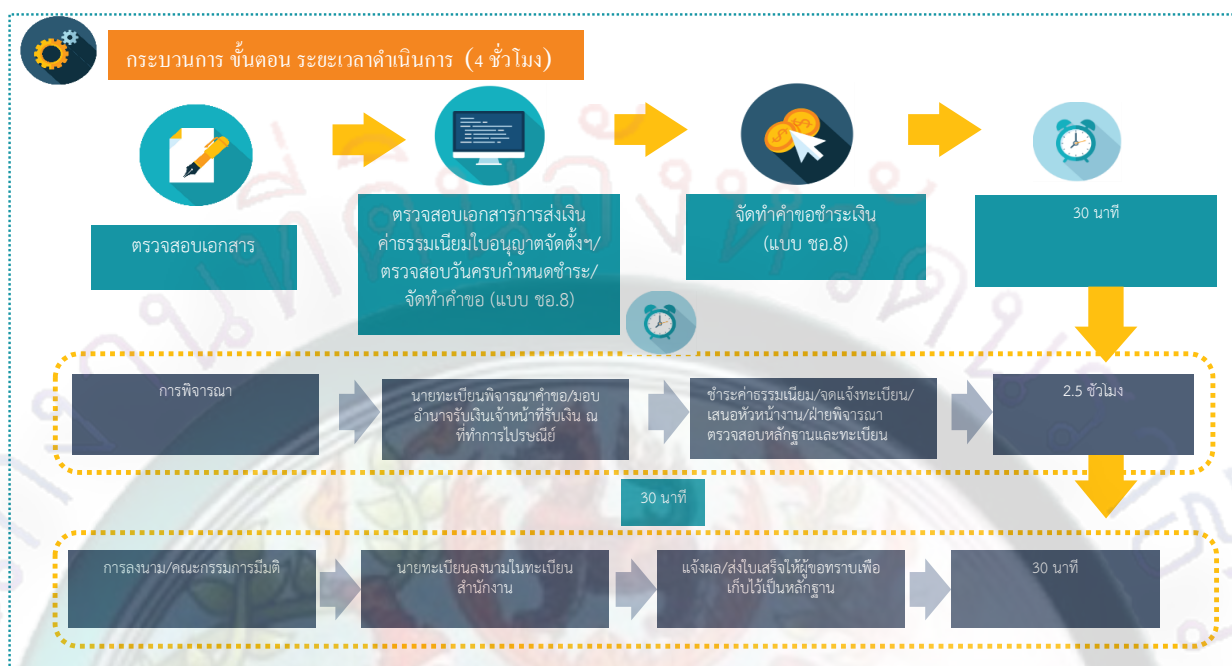 กระบวนการ ขั้นตอน ระยะเวลาดำเนินการ (4 ชั่วโมง)
ตรวจสอบเอกสาร
ตรวจสอบเอกสารการส่งเงิน
ค่าธรรมเนียมใบอนุญาตจัดตั้งฯ/
ตรวจสอบวันครบกำหนดชำระ/
จัดทำคำขอ (แบบ ชอ.8)
จัดทำคำขอชำระเงิน
(แบบ ชอ.8)
30 นาที
การพิจารณา
นายทะเบียนพิจารณาคำขอ/มอบ
อำนาจรับเงินเจ้าหน้าที่รับเงิน ณ
ที่ทำการไปรษณีย์
ชำระค่าธรรมเนียม/จดแจ้งทะเบียน/
เสนอหัวหน้างาน/ฝ่ายพิจารณา
ตรวจสอบหลักฐานและทะเบียน
2.5 ชั่วโมง
30 นาที
การลงนาม/คณะกรรมการมีมติ
นายทะเบียนลงนามในทะเบียน
สำนักงาน
แจ้งผล/ส่งใบเสร็จให้ผู้ขอทราบเพื่อ
เก็บไว้เป็นหลักฐาน
30 นาที